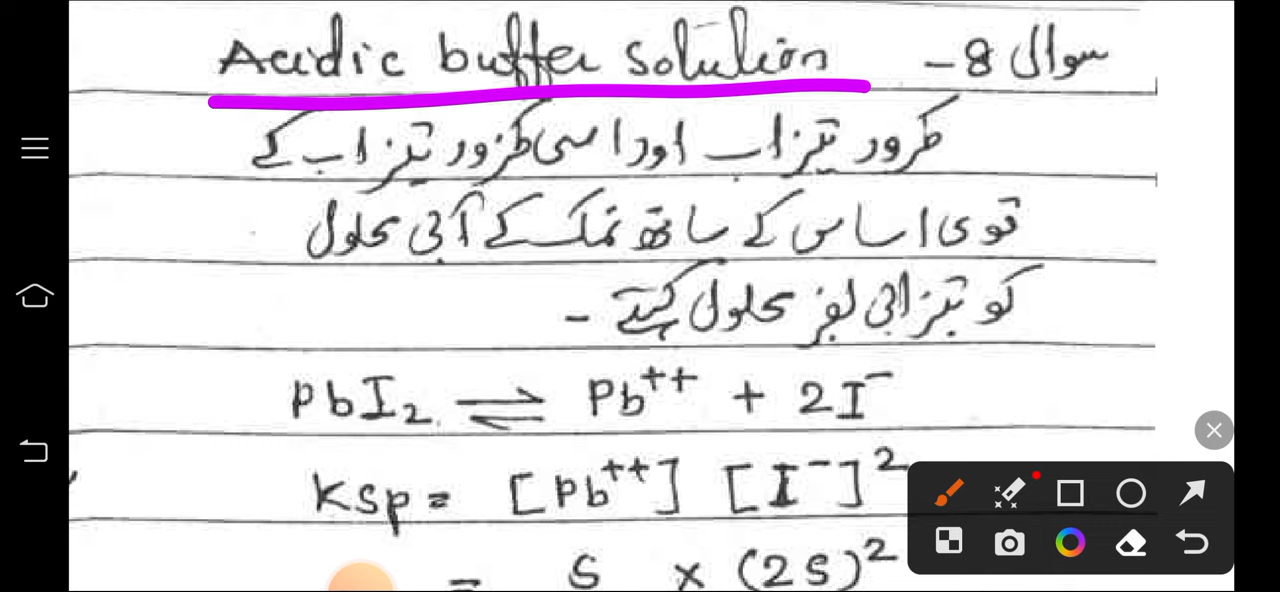 سوال 8- Acidic buffer solution
کمزور تیزاب اور اسی کمزور تیزاب کے
قوی اساس کے ساتھ نمک کے آبی محلول
کو تیزابی بفر محلول کہتے -
PbI₂ ⇌ Pb⁺⁺ + 2I⁻
Ksp = [Pb⁺⁺] [I⁻]²
= S × (2S)²